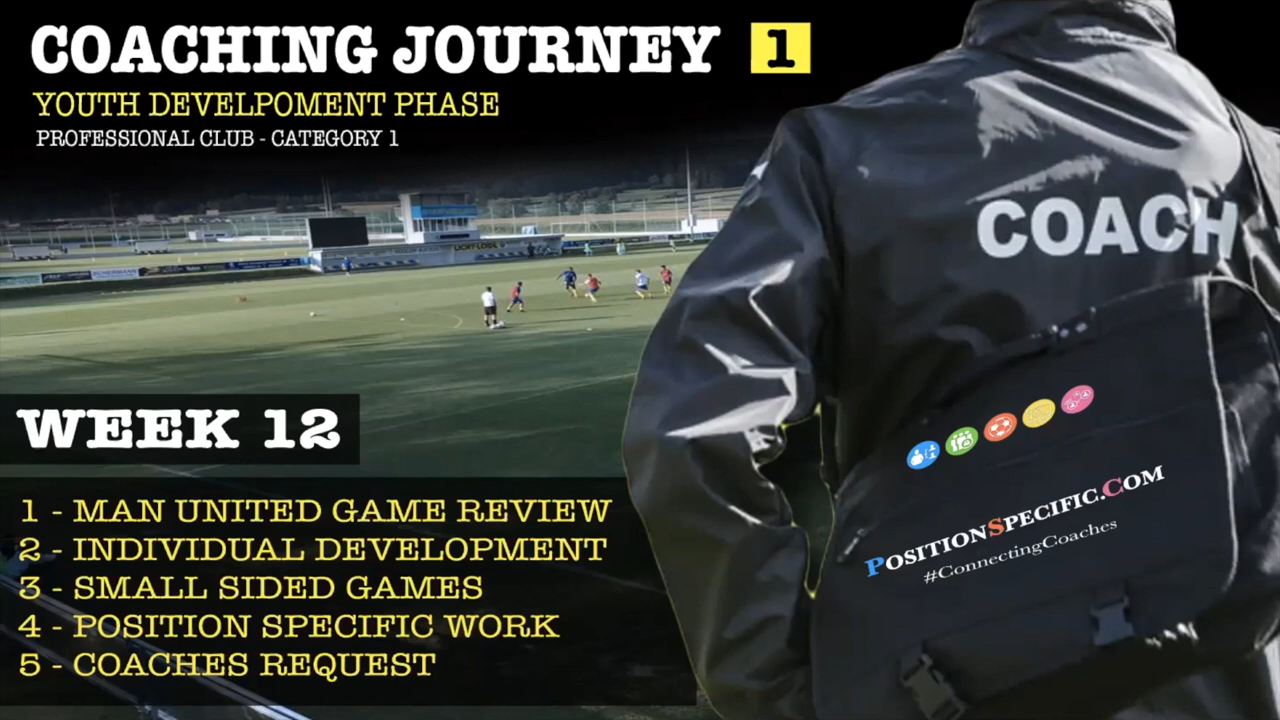 COACHING JOURNEY 1
YOUTH DEVELPOMENT PHASE
PROFESSIONAL CLUB - CATEGORY 1
COACH
WEEK 12
1 - MAN UNITED GAME REVIEW
2 - INDIVIDUAL DEVELOPMENT
3 - SMALL SIDED GAMES
4 - POSITION SPECIFIC WORK
5 - COACHES REQUEST
POSITIONSPECIFIC.COM
#ConnectingCoaches